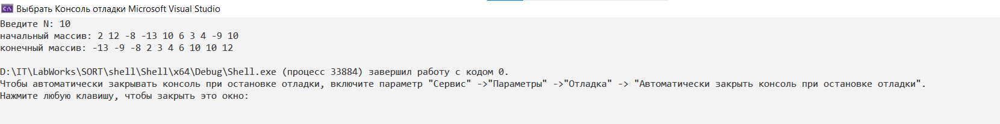 Выбрать Консоль отладки Microsoft Visual Studio
Введите N: 10
начальный массив: 2 12 -8 -13 10 6 3 4 -9 10
конечный массив: -13 -9 -8 2 3 4 6 10 10 12
D:\IT\LabWorks\SORT\shell\Shell\x64\Debug\Shell.exe (процесс 33884) завершил работу с кодом 0.
Чтобы автоматически закрывать консоль при остановке отладки, включите параметр "Сервис" ->"Параметры" ->"Отладка" -> "Автоматически закрыть консоль при остановке отладки".
Нажмите любую клавишу, чтобы закрыть это окно: